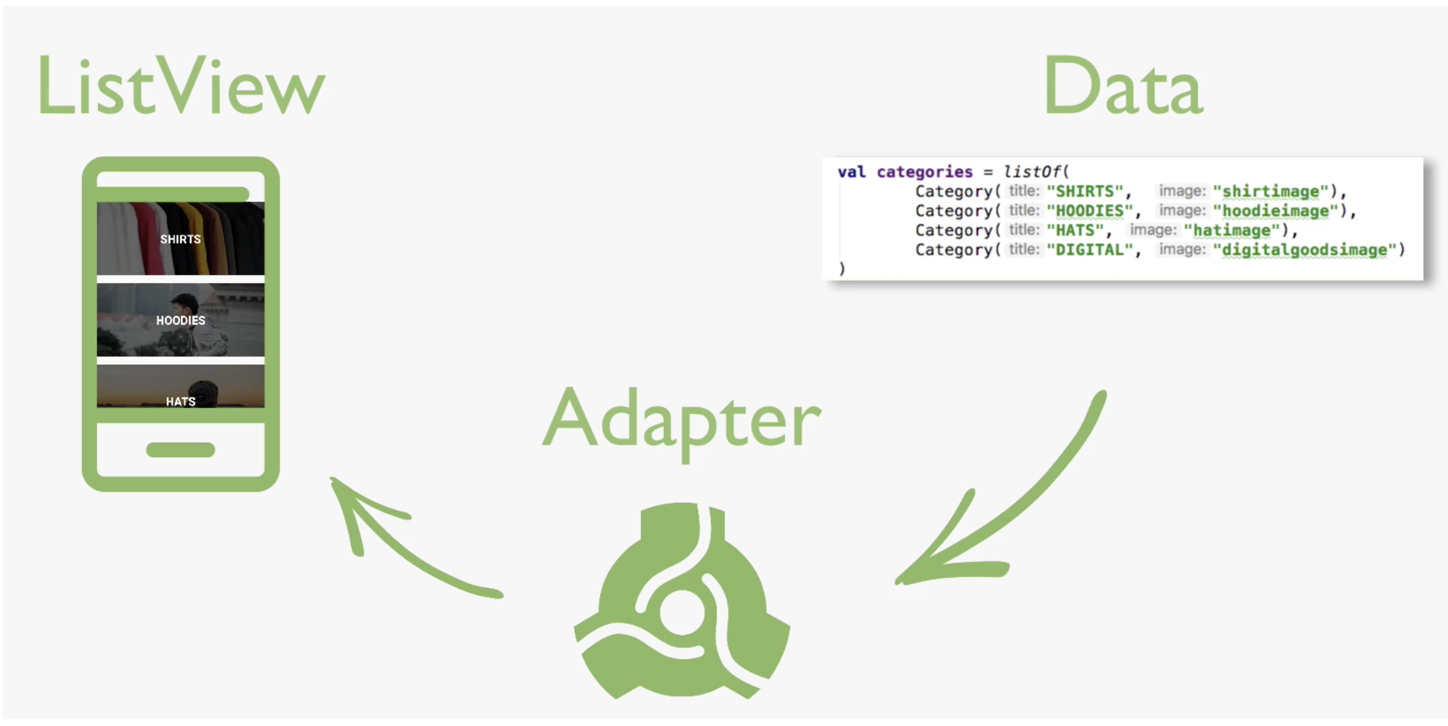 ListView
Data
val categories = listOf(
Category( title: "SHIRTS", image: "shirtimage"),
Category( title: "HOODIES", image: "hoodieimage"),
Category( title: "HATS", image: "hatimage"),
Category( title: "DIGITAL", image: "digitalgoodsimage")
)
SHIRTS
HOODIES
HATS
Adapter